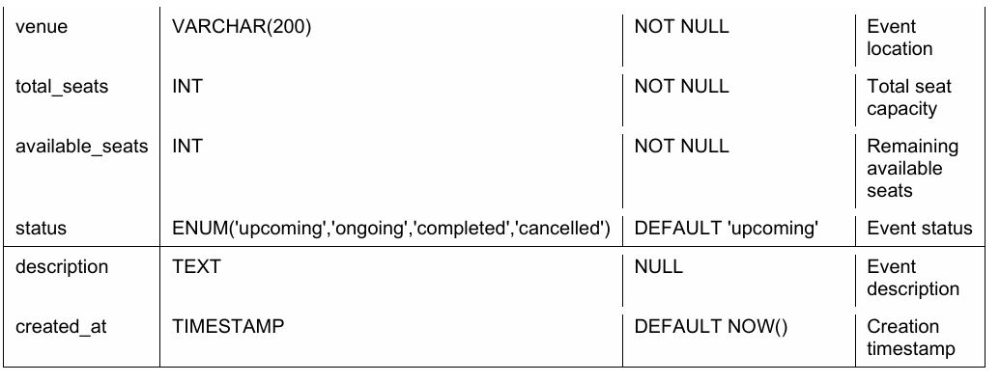 venue VARCHAR(200) NOT NULL Event
location
total_seats INT NOT NULL Total seat
capacity
available_seats INT NOT NULL Remaining
available
seats
status ENUM('upcoming','ongoing','completed','cancelled') DEFAULT 'upcoming' Event status
description TEXT NULL Event
description
created_at TIMESTAMP DEFAULT NOW() Creation
timestamp